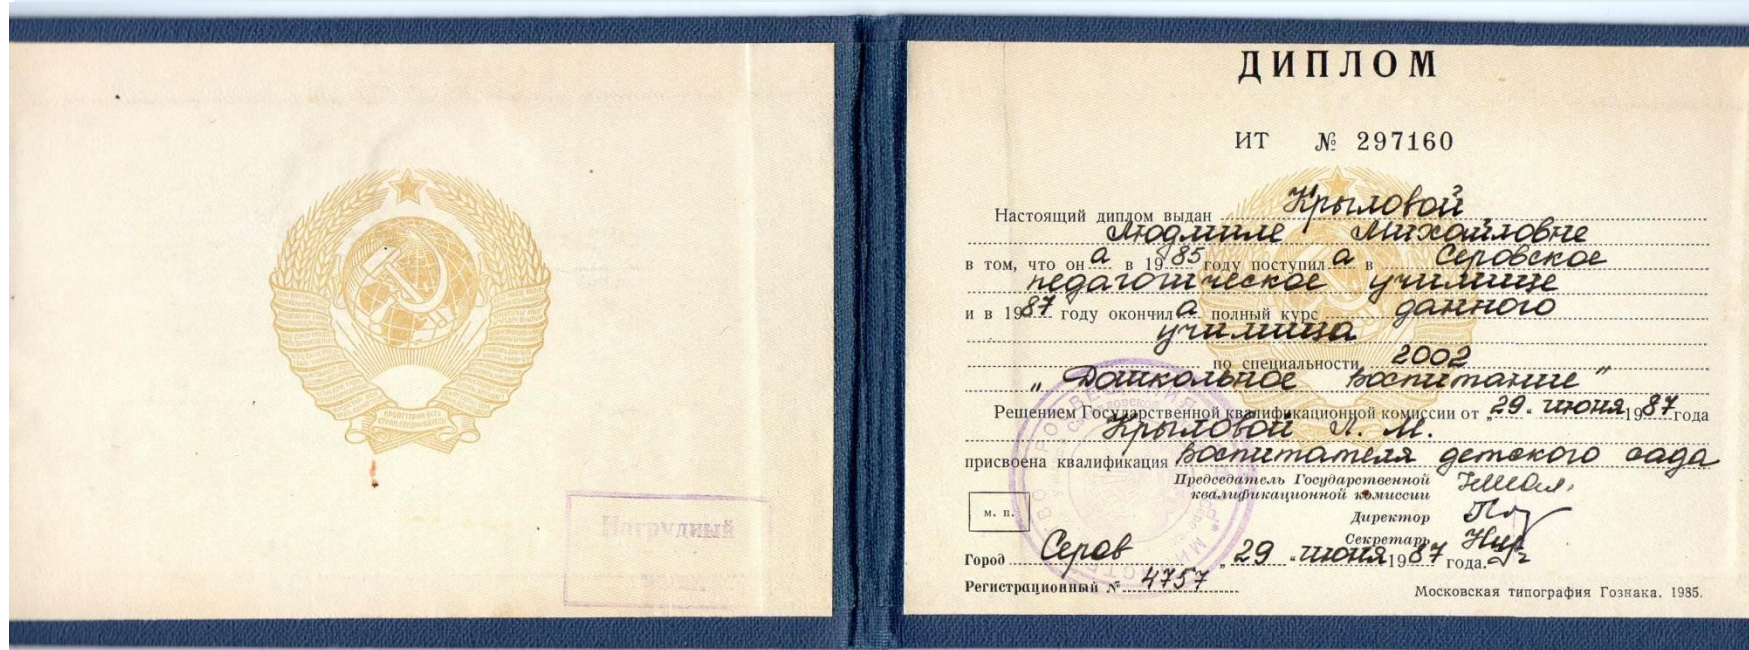 Нагрудный
ДИПЛОМ
ИТ № 297160
Настоящий диплом выдан Крыловой
Людмиле Михайловне
в том, что она в 1985 году поступила в Серовское
педагогическое училище
и в 1987 году окончила полный курс данного
училища
по специальности 2002
„Дошкольное воспитание"
Решением Государственной квалификационной комиссии от „29. июня 1987 года
Крыловой Л. М.
присвоена квалификация воспитателя детского сада
Председатель Государственной
квалификационной комиссии
м. п.
Директор
Секретарь
Город Серов „29 " июня 1987 года.
Регистрационный № 4757
Московская типография Гознака. 1985.